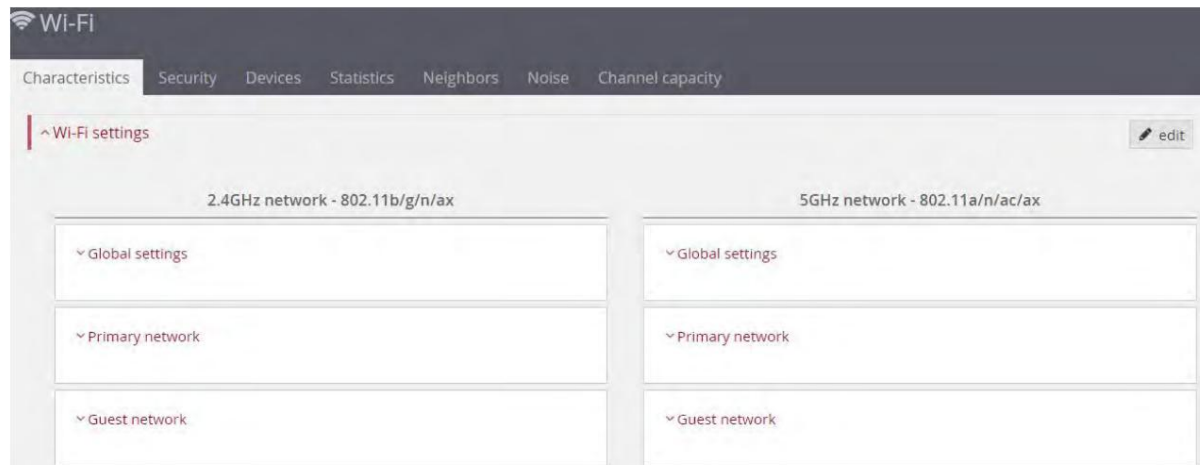 Wi-Fi
Characteristics Security Devices Statistics Neighbors Noise Channel capacity
Wi-Fi settings
edit
2.4GHz network - 802.11b/g/n/ax
5GHz network - 802.11a/n/ac/ax
Global settings
Global settings
Primary network
Primary network
Guest network
Guest network